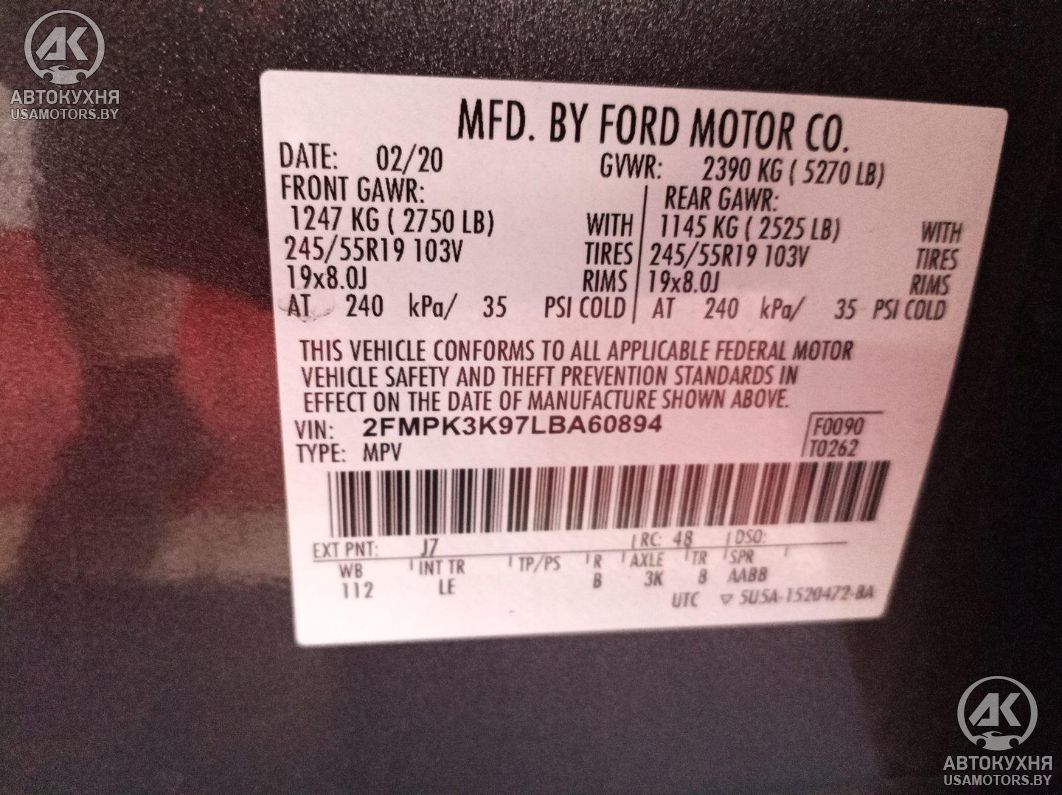 АК
АВТОКУХНЯ
USAMOTORS.BY
MFD. BY FORD MOTOR CO.
DATE: 02/20 GVWR: 2390 KG ( 5270 LB)
FRONT GAWR: REAR GAWR:
1247 KG ( 2750 LB) WITH 1145 KG ( 2525 LB) WITH
245/55R19 103V TIRES 245/55R19 103V TIRES
19x8.0J RIMS 19x8.0J RIMS
AT 240 kPa/ 35 PSI COLD AT 240 kPa/ 35 PSI COLD
THIS VEHICLE CONFORMS TO ALL APPLICABLE FEDERAL MOTOR
VEHICLE SAFETY AND THEFT PREVENTION STANDARDS IN
EFFECT ON THE DATE OF MANUFACTURE SHOWN ABOVE.
VIN: 2FMPK3K97LBA60894 F0090
TYPE: MPV T0262
EXT PNT: J7 RC: 48 DSO:
WB INT TR TP/PS R AXLE TR SPR
112 LE B 3K 8 AABB
UTC ▽ 5U5A-1520472-BA
АК
АВТОКУХНЯ
USAMOTORS.BY